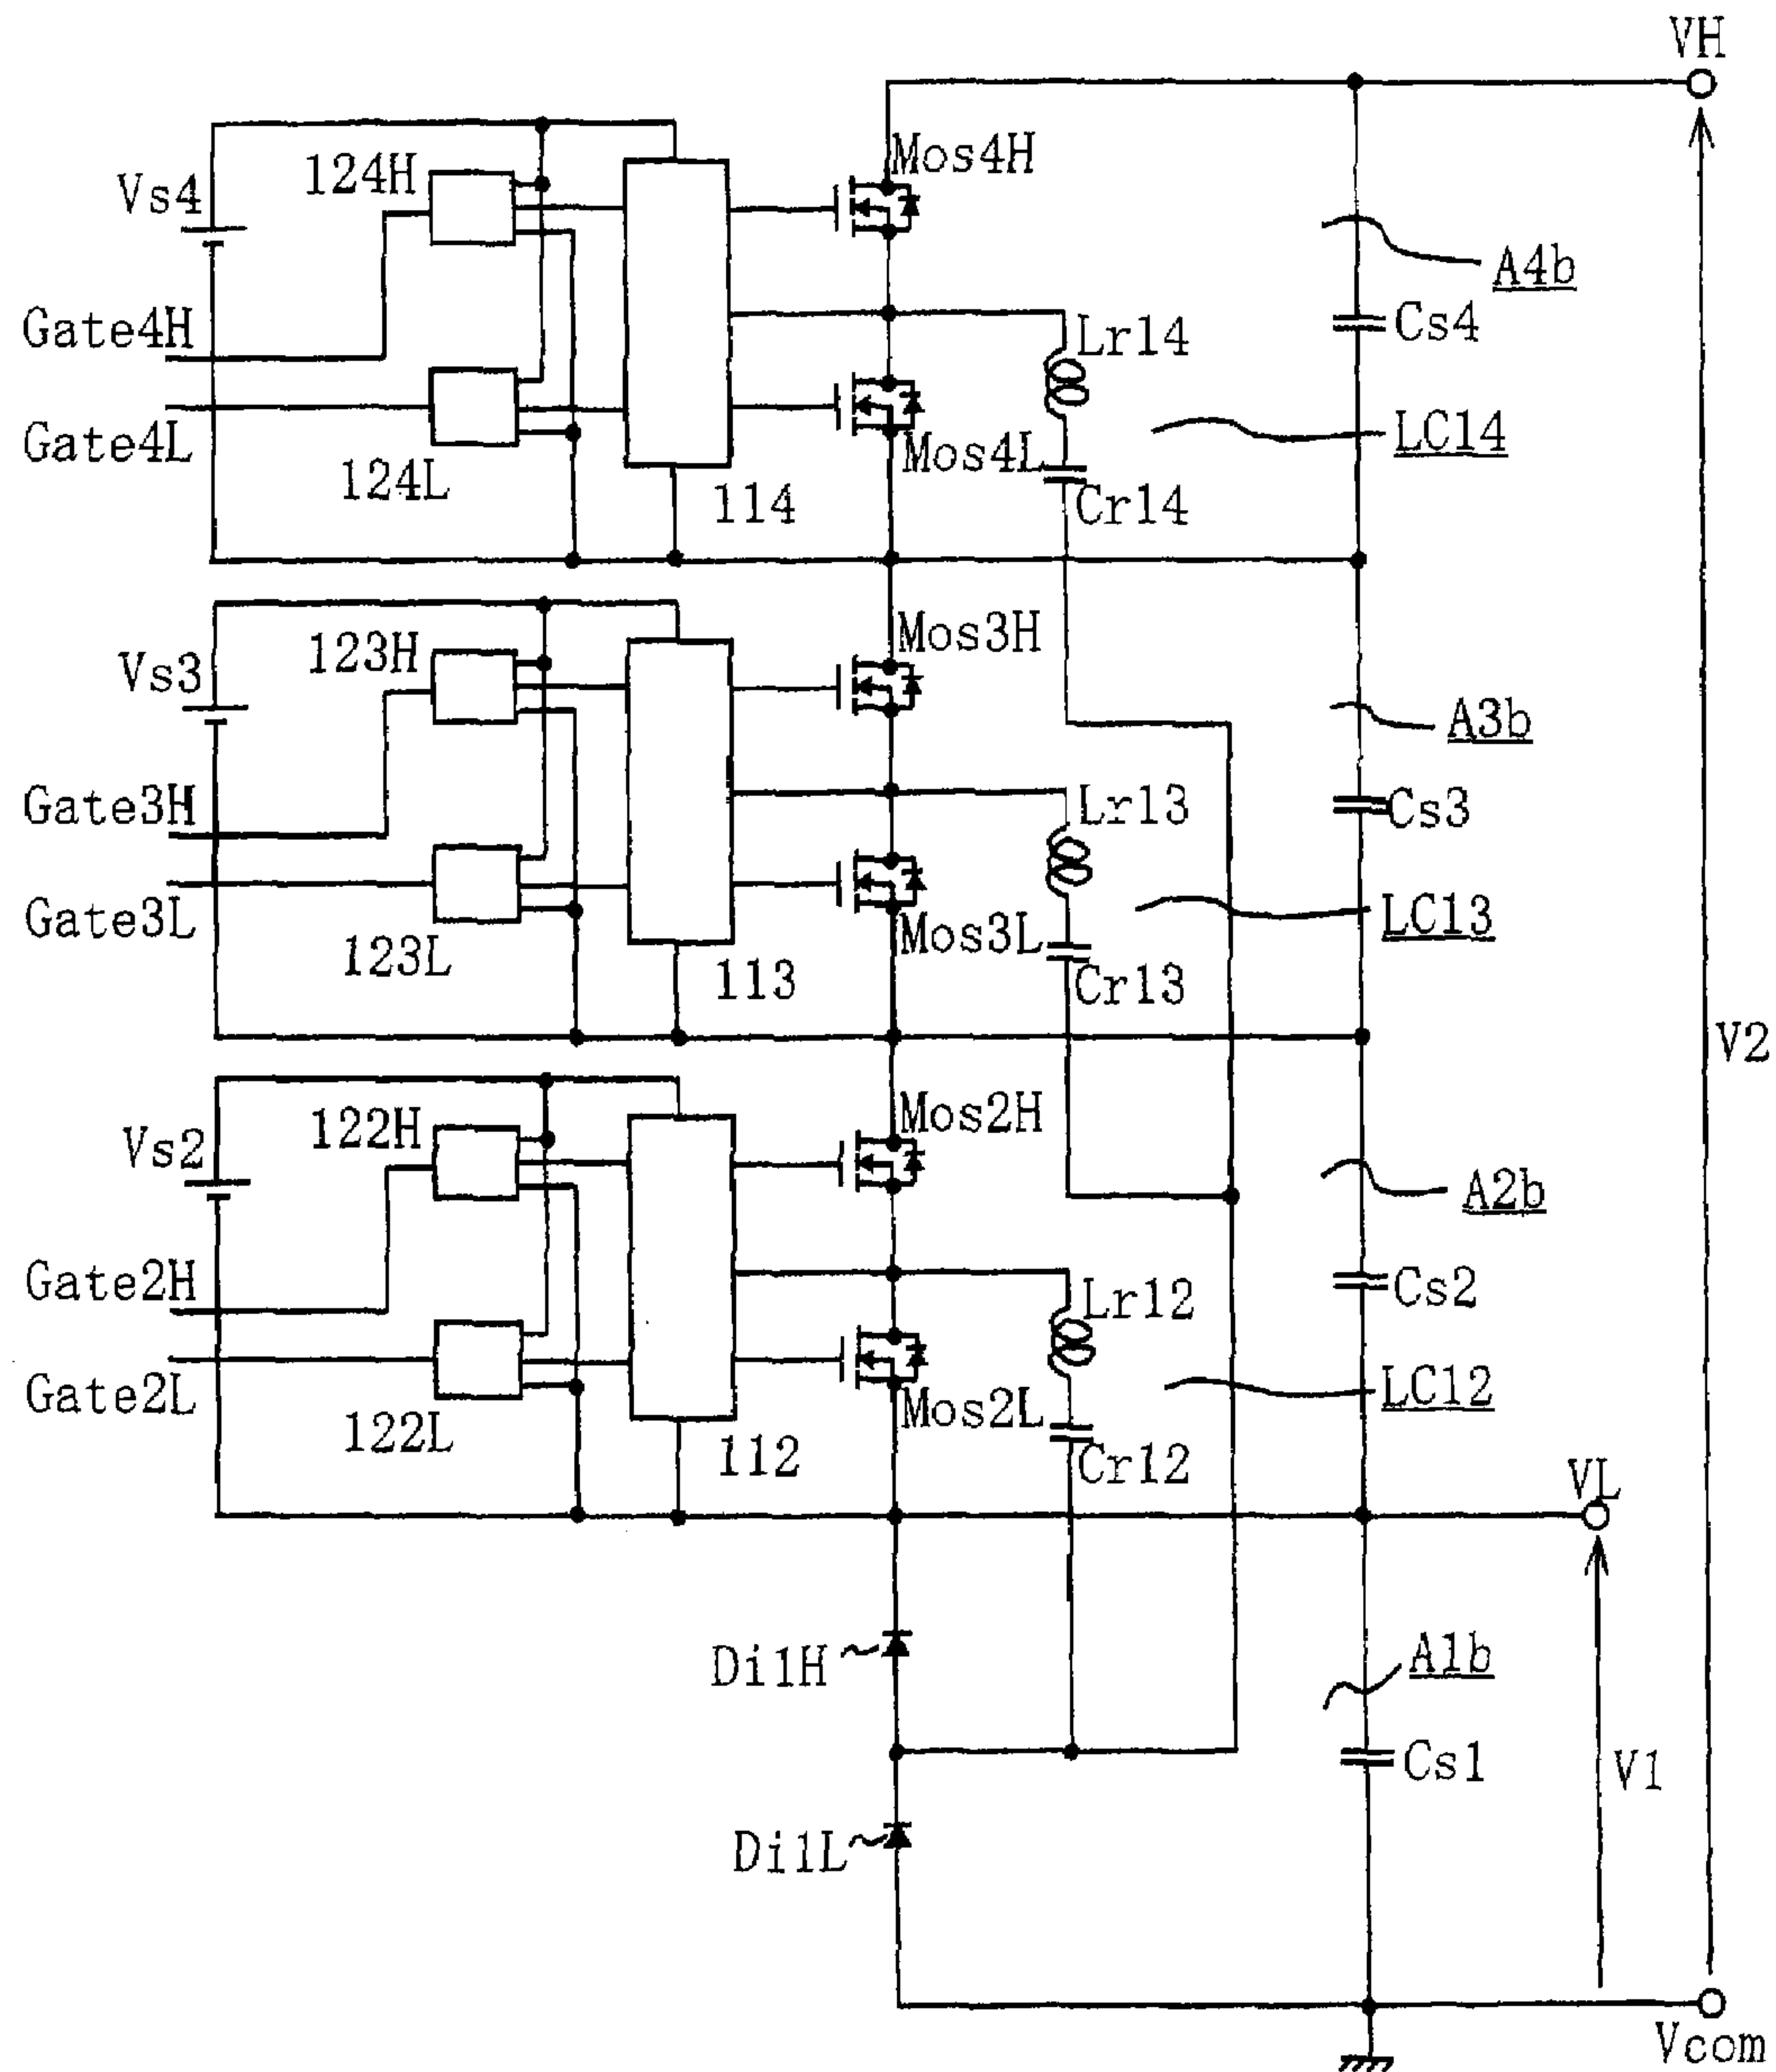 VH
Mos4H
124H
Vs4
A4b
Cs4
Gate4H
Lr14
Gate4L
LC14
Mos4L
124L
114
Cr14
Mos3H
123H
Vs3
A3b
Gate3H
Lr13
Cs3
Gate3L
LC13
Mos3L
123L
113
Cr13
V2
Mos2H
122H
Vs2
A2b
Gate2H
Lr12
Cs2
Gate2L
LC12
Mos2L
122L
112
Cr12
VL
Di1H
A1b
Cs1
V1
Di1L
Vcom